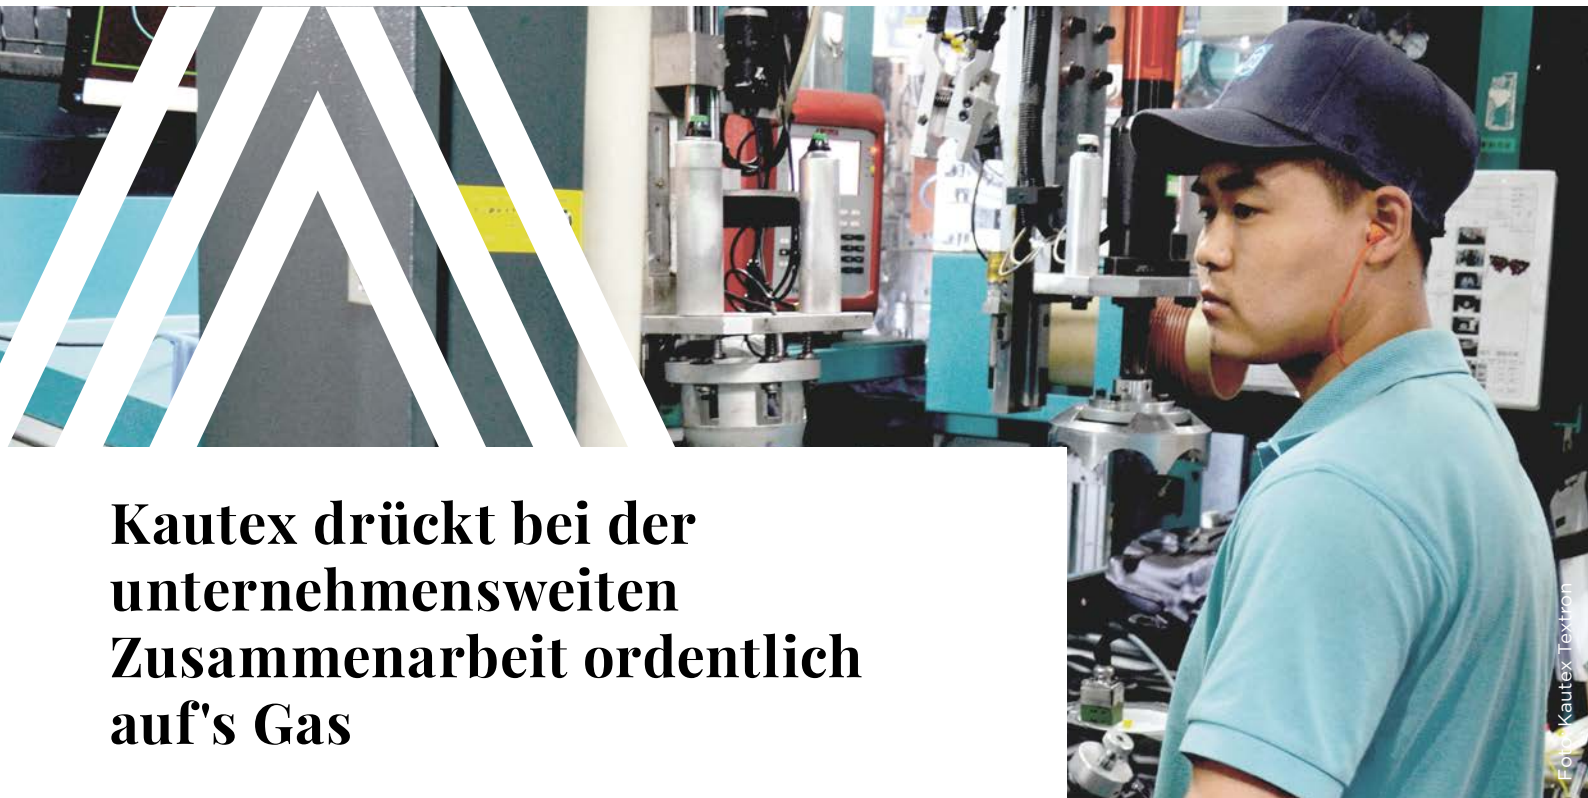 Kautex drückt bei der
unternehmensweiten
Zusammenarbeit ordentlich
auf's Gas
Foto: Kautex Textron